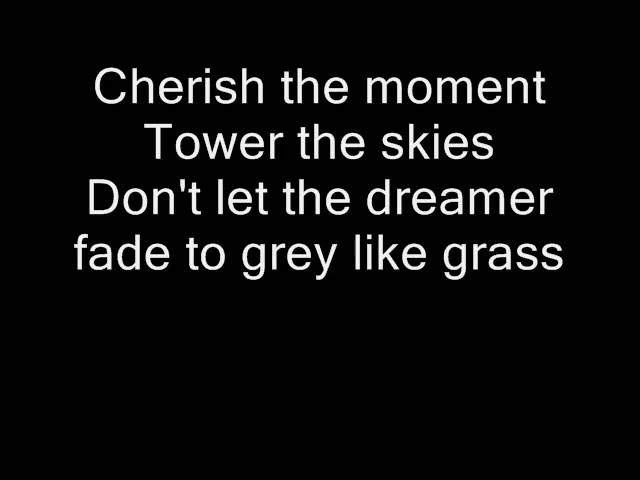 Cherish the moment
Tower the skies
Don't let the dreamer
fade to grey like grass